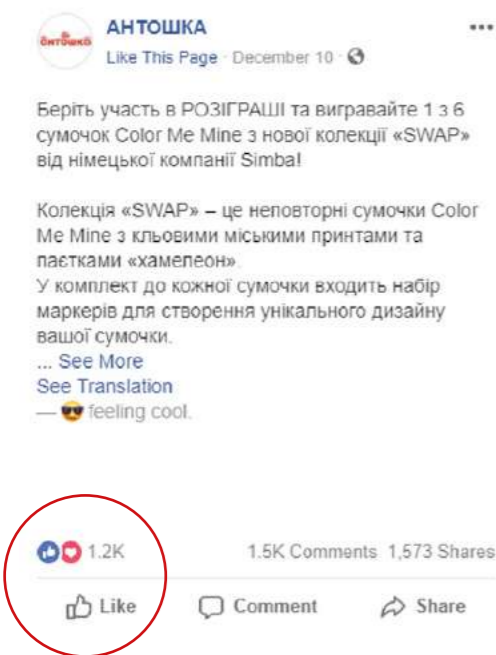 антошка
АНТОШКА
Like This Page · December 10 ·
Беріть участь в РОЗІГРАШІ та вигравайте 1 з 6
сумочок Color Me Mine з нової колекції «SWAP»
від німецької компанії Simba!
Колекція «SWAP» – це неповторні сумочки Color
Me Mine з кльовими міськими принтами та
паєтками «хамелеон».
У комплект до кожної сумочки входить набір
маркерів для створення унікального дизайну
вашої сумочки.
... See More
See Translation
— 😎 feeling cool.
1.2K 1.5K Comments 1,573 Shares
Like Comment Share